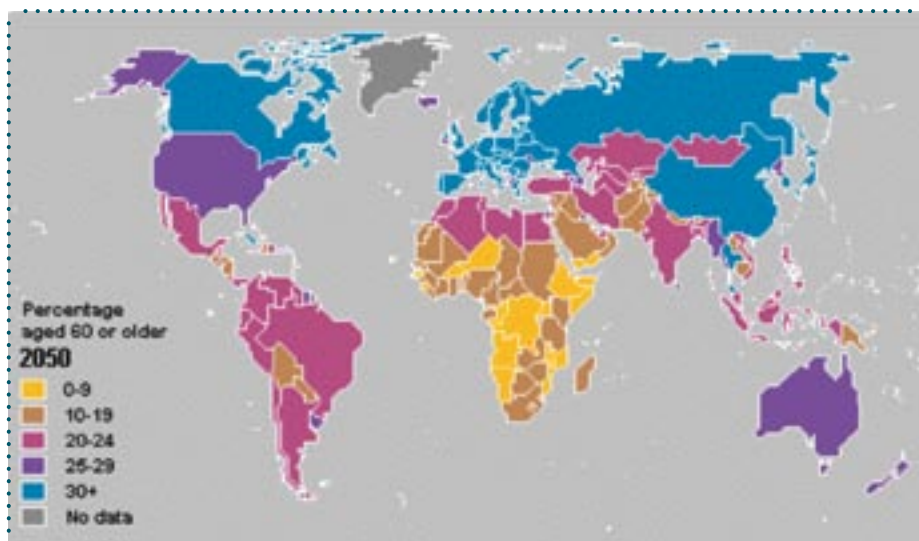 Percentage
aged 60 or older
2050
0-9
10-19
20-24
25-29
30+
No data